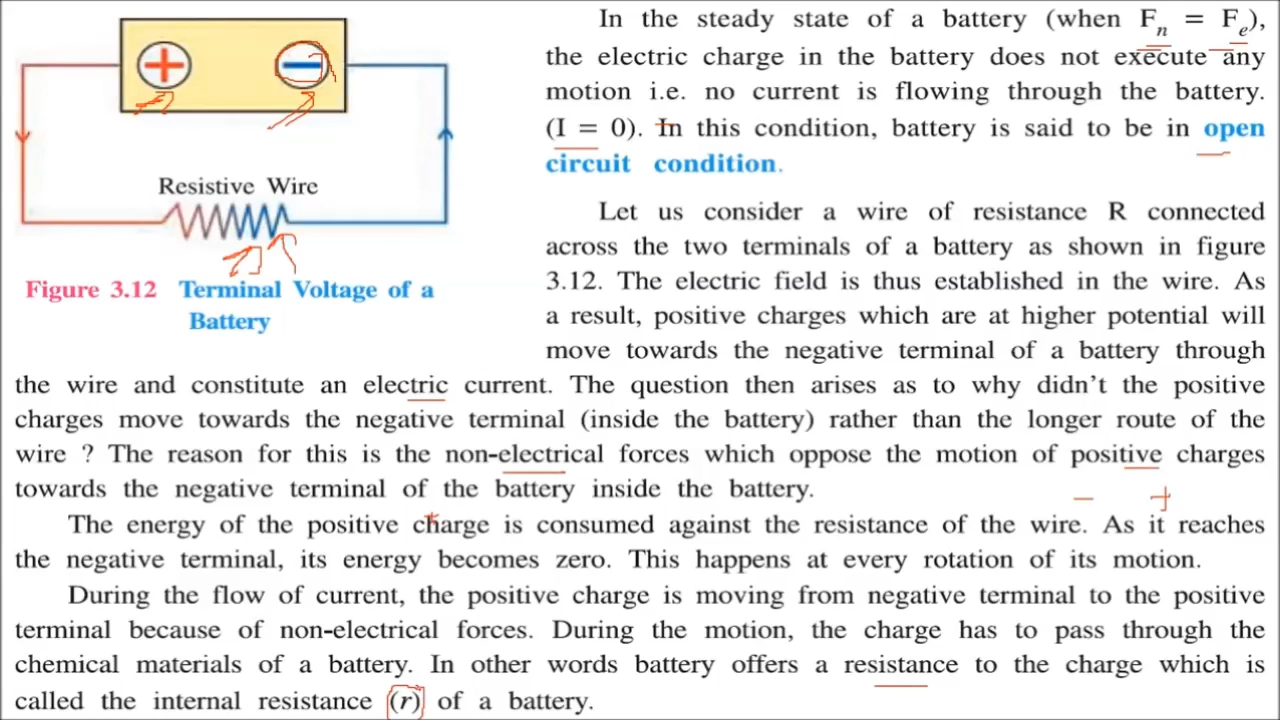 In the steady state of a battery (when Fn = Fe),
the electric charge in the battery does not execute any
motion i.e. no current is flowing through the battery.
(I = 0). In this condition, battery is said to be in open
circuit condition.
Resistive Wire
Figure 3.12 Terminal Voltage of a
Battery
Let us consider a wire of resistance R connected
across the two terminals of a battery as shown in figure
3.12. The electric field is thus established in the wire. As
a result, positive charges which are at higher potential will
move towards the negative terminal of a battery through
the wire and constitute an electric current. The question then arises as to why didn't the positive
charges move towards the negative terminal (inside the battery) rather than the longer route of the
wire ? The reason for this is the non-electrical forces which oppose the motion of positive charges
towards the negative terminal of the battery inside the battery.
− +
The energy of the positive charge is consumed against the resistance of the wire. As it reaches
the negative terminal, its energy becomes zero. This happens at every rotation of its motion.
During the flow of current, the positive charge is moving from negative terminal to the positive
terminal because of non-electrical forces. During the motion, the charge has to pass through the
chemical materials of a battery. In other words battery offers a resistance to the charge which is
called the internal resistance (r) of a battery.